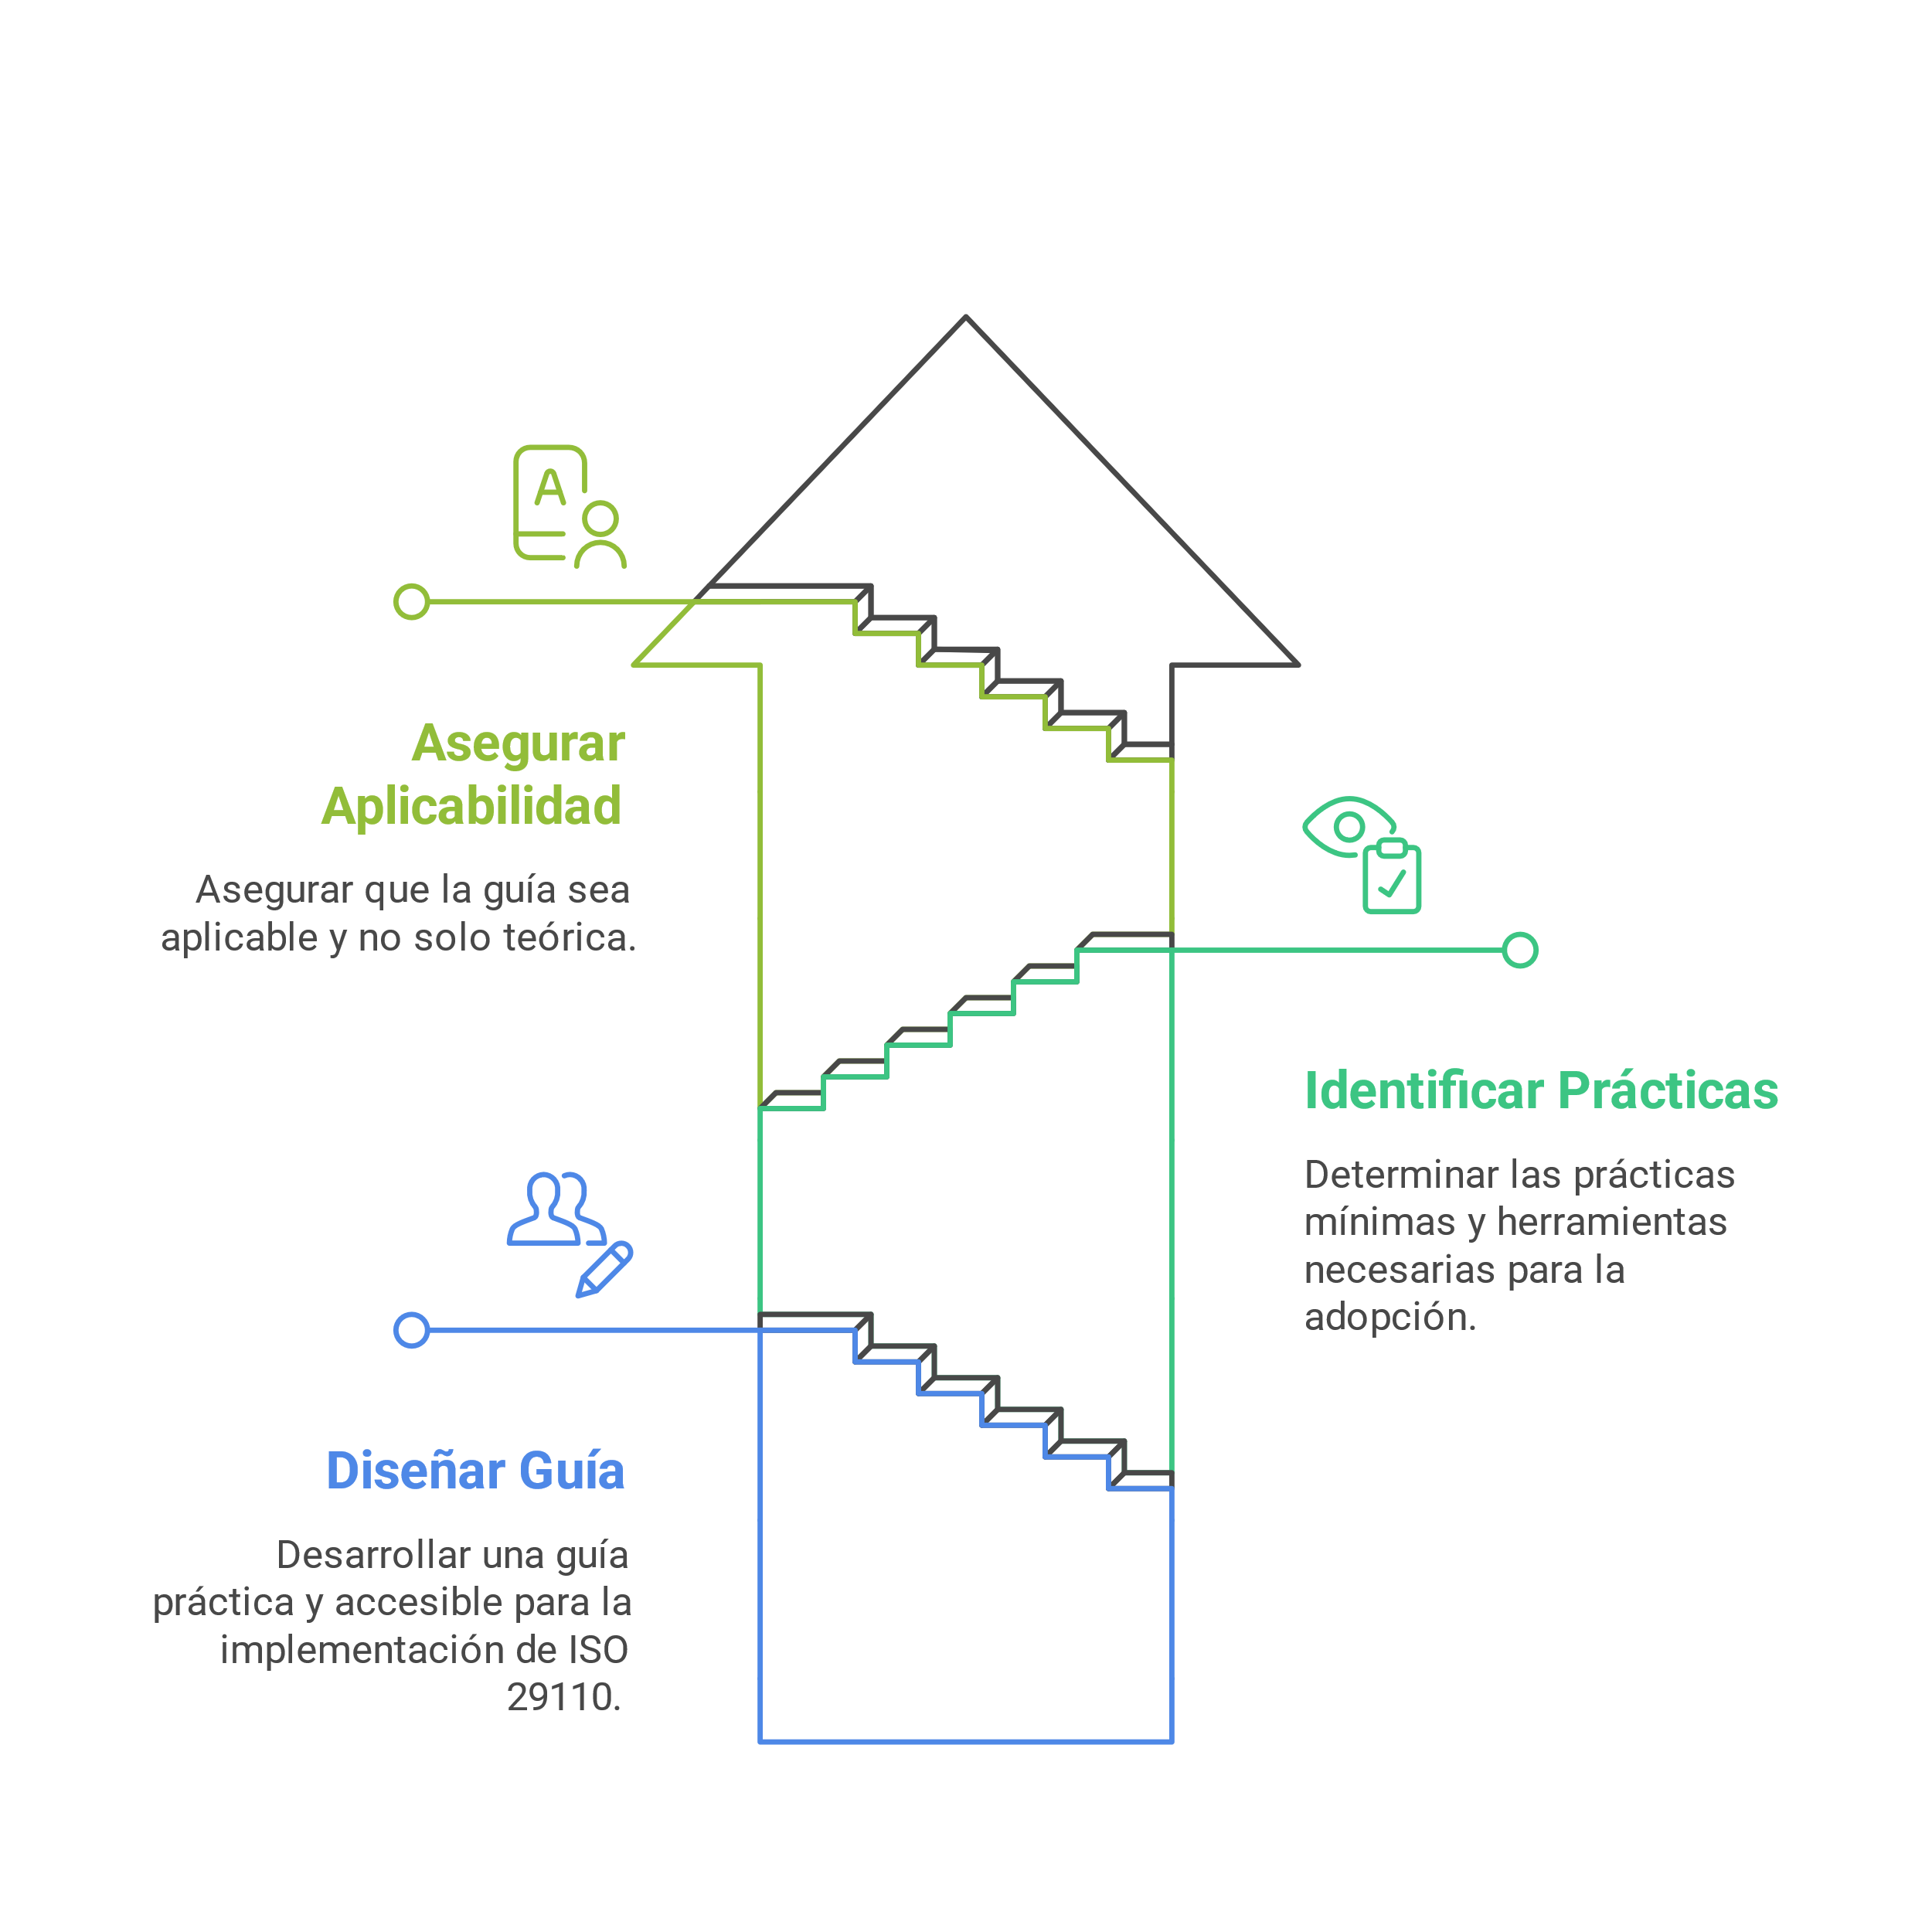 A
Asegurar
Aplicabilidad
Asegurar que la guía sea
aplicable y no solo teórica.
Identificar Prácticas
Determinar las prácticas
mínimas y herramientas
necesarias para la
adopción.
Diseñar Guía
Desarrollar una guía
práctica y accesible para la
implementación de ISO
29110.